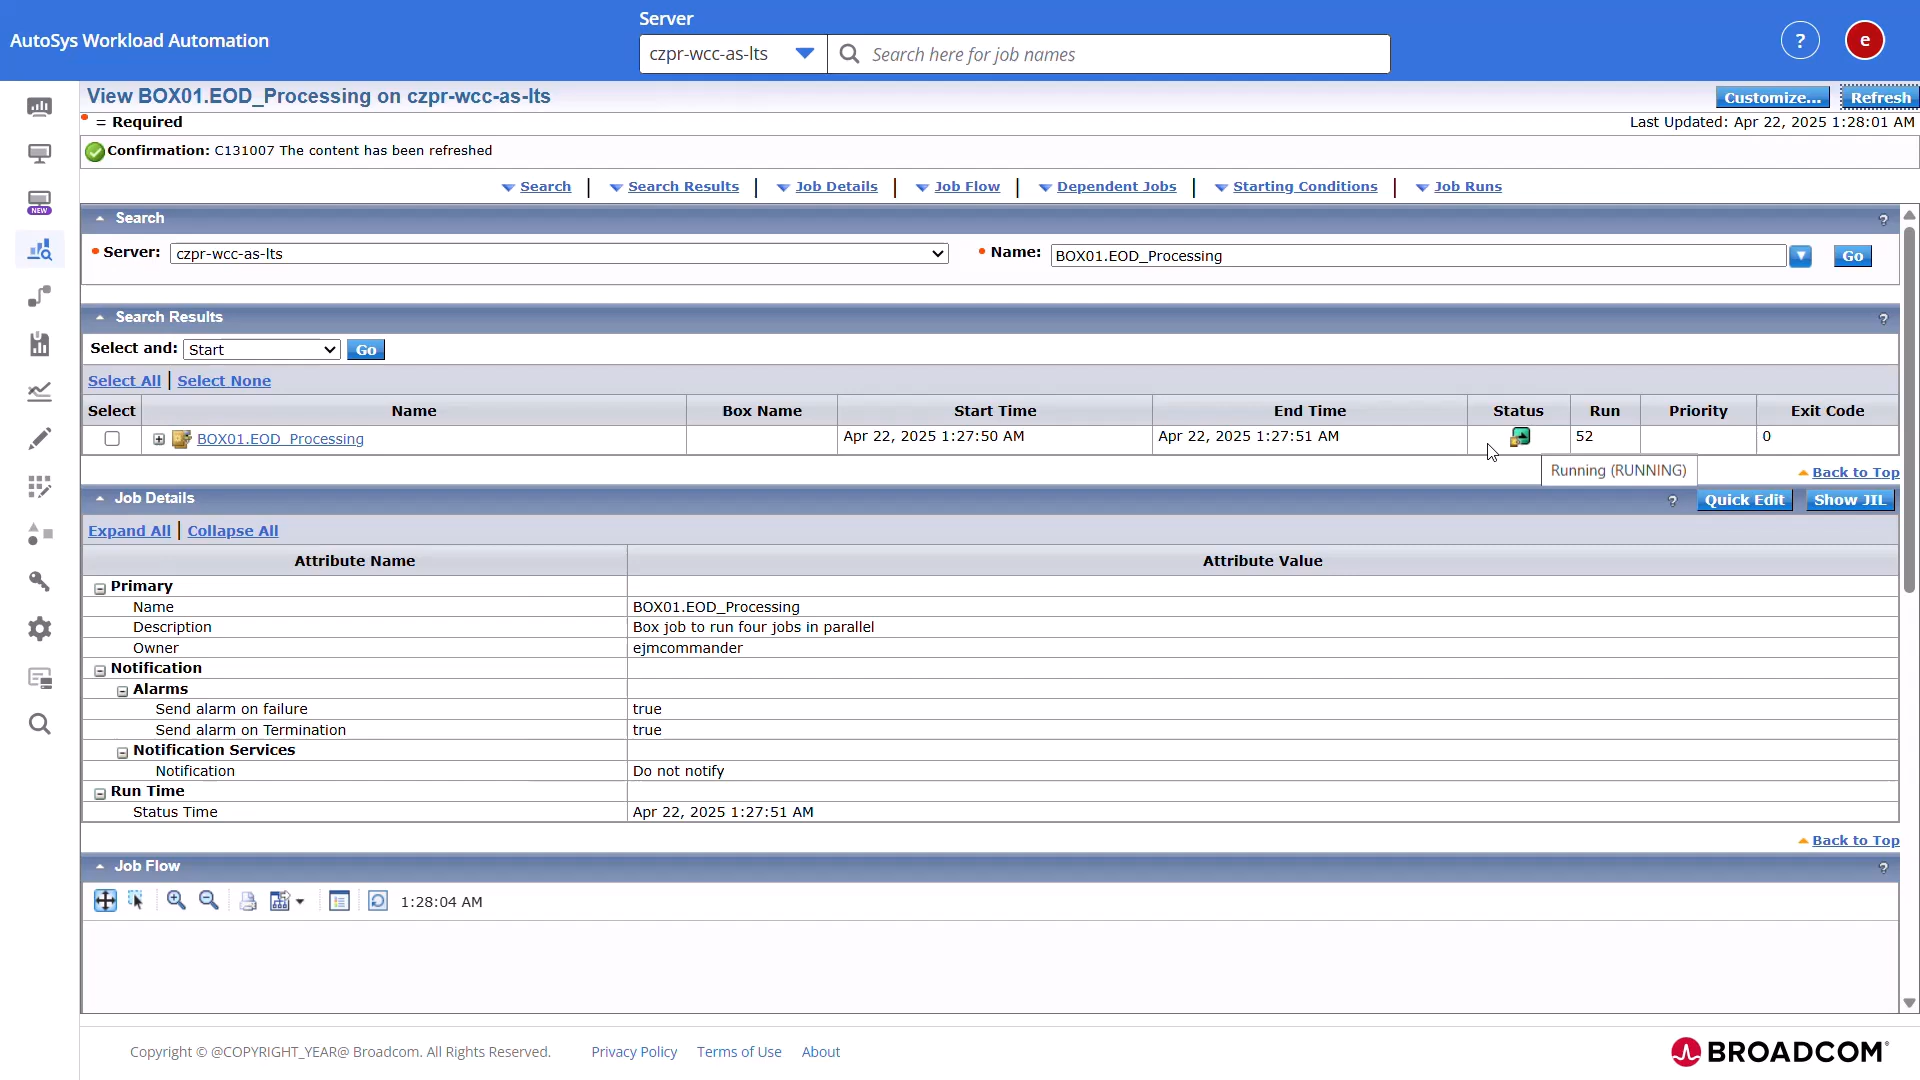 Server
AutoSys Workload Automation
czpr-wcc-as-lts
Search here for job names
?
e
View BOX01.EOD_Processing on czpr-wcc-as-lts
Customize...
Refresh
= Required
Last Updated: Apr 22, 2025 1:28:01 AM
Confirmation: C131007 The content has been refreshed
Search | Search Results | Job Details | Job Flow | Dependent Jobs | Starting Conditions | Job Runs
NEW
Search
?
Server: czpr-wcc-as-lts
Name: BOX01.EOD_Processing
Go
Search Results
?
Select and: Start Go
Select All | Select None
Select Name Box Name Start Time End Time Status Run Priority Exit Code
BOX01.EOD_Processing Apr 22, 2025 1:27:50 AM Apr 22, 2025 1:27:51 AM 52 0
Running (RUNNING)
Back to Top
Job Details
?
Quick Edit
Show JIL
Expand All | Collapse All
Attribute Name Attribute Value
Primary
Name BOX01.EOD_Processing
Description Box job to run four jobs in parallel
Owner ejmcommander
Notification
Alarms
Send alarm on failure true
Send alarm on Termination true
Notification Services
Notification Do not notify
Run Time
Status Time Apr 22, 2025 1:27:51 AM
Back to Top
Job Flow
?
1:28:04 AM
Copyright © @COPYRIGHT_YEAR@ Broadcom. All Rights Reserved. Privacy Policy Terms of Use About
BROADCOM®